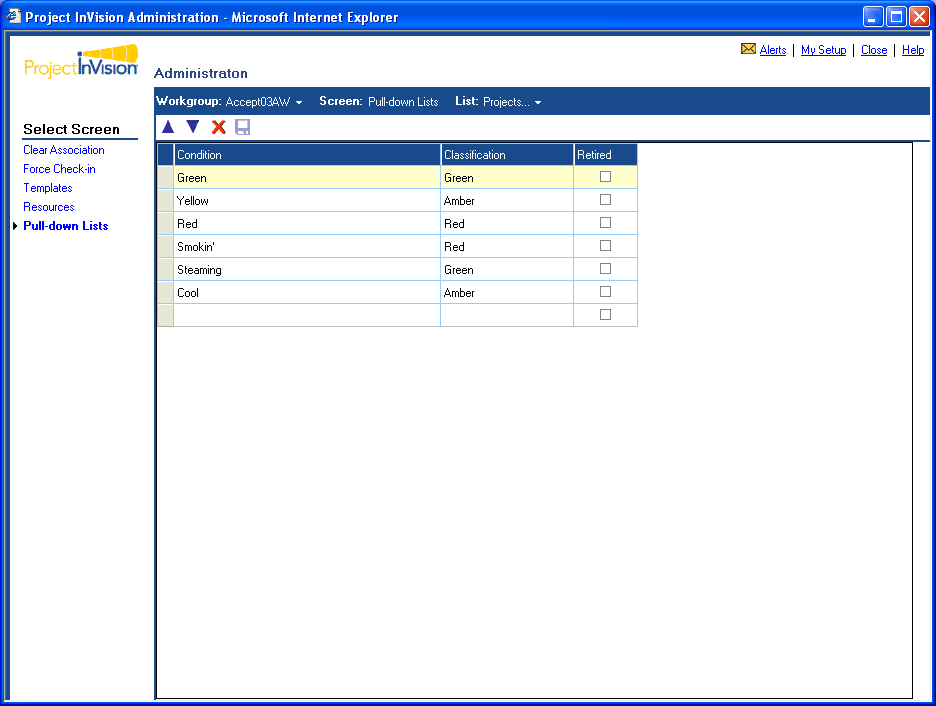 Project InVision Administration - Microsoft Internet Explorer
Alerts | My Setup | Close | Help
ProjectInVision
Administraton
Workgroup: Accept03AW Screen: Pull-down Lists List: Projects...
Select Screen
Clear Association
Force Check-in
Templates
Resources
Pull-down Lists
Condition Classification Retired
Green Green
Yellow Amber
Red Red
Smokin' Red
Steaming Green
Cool Amber